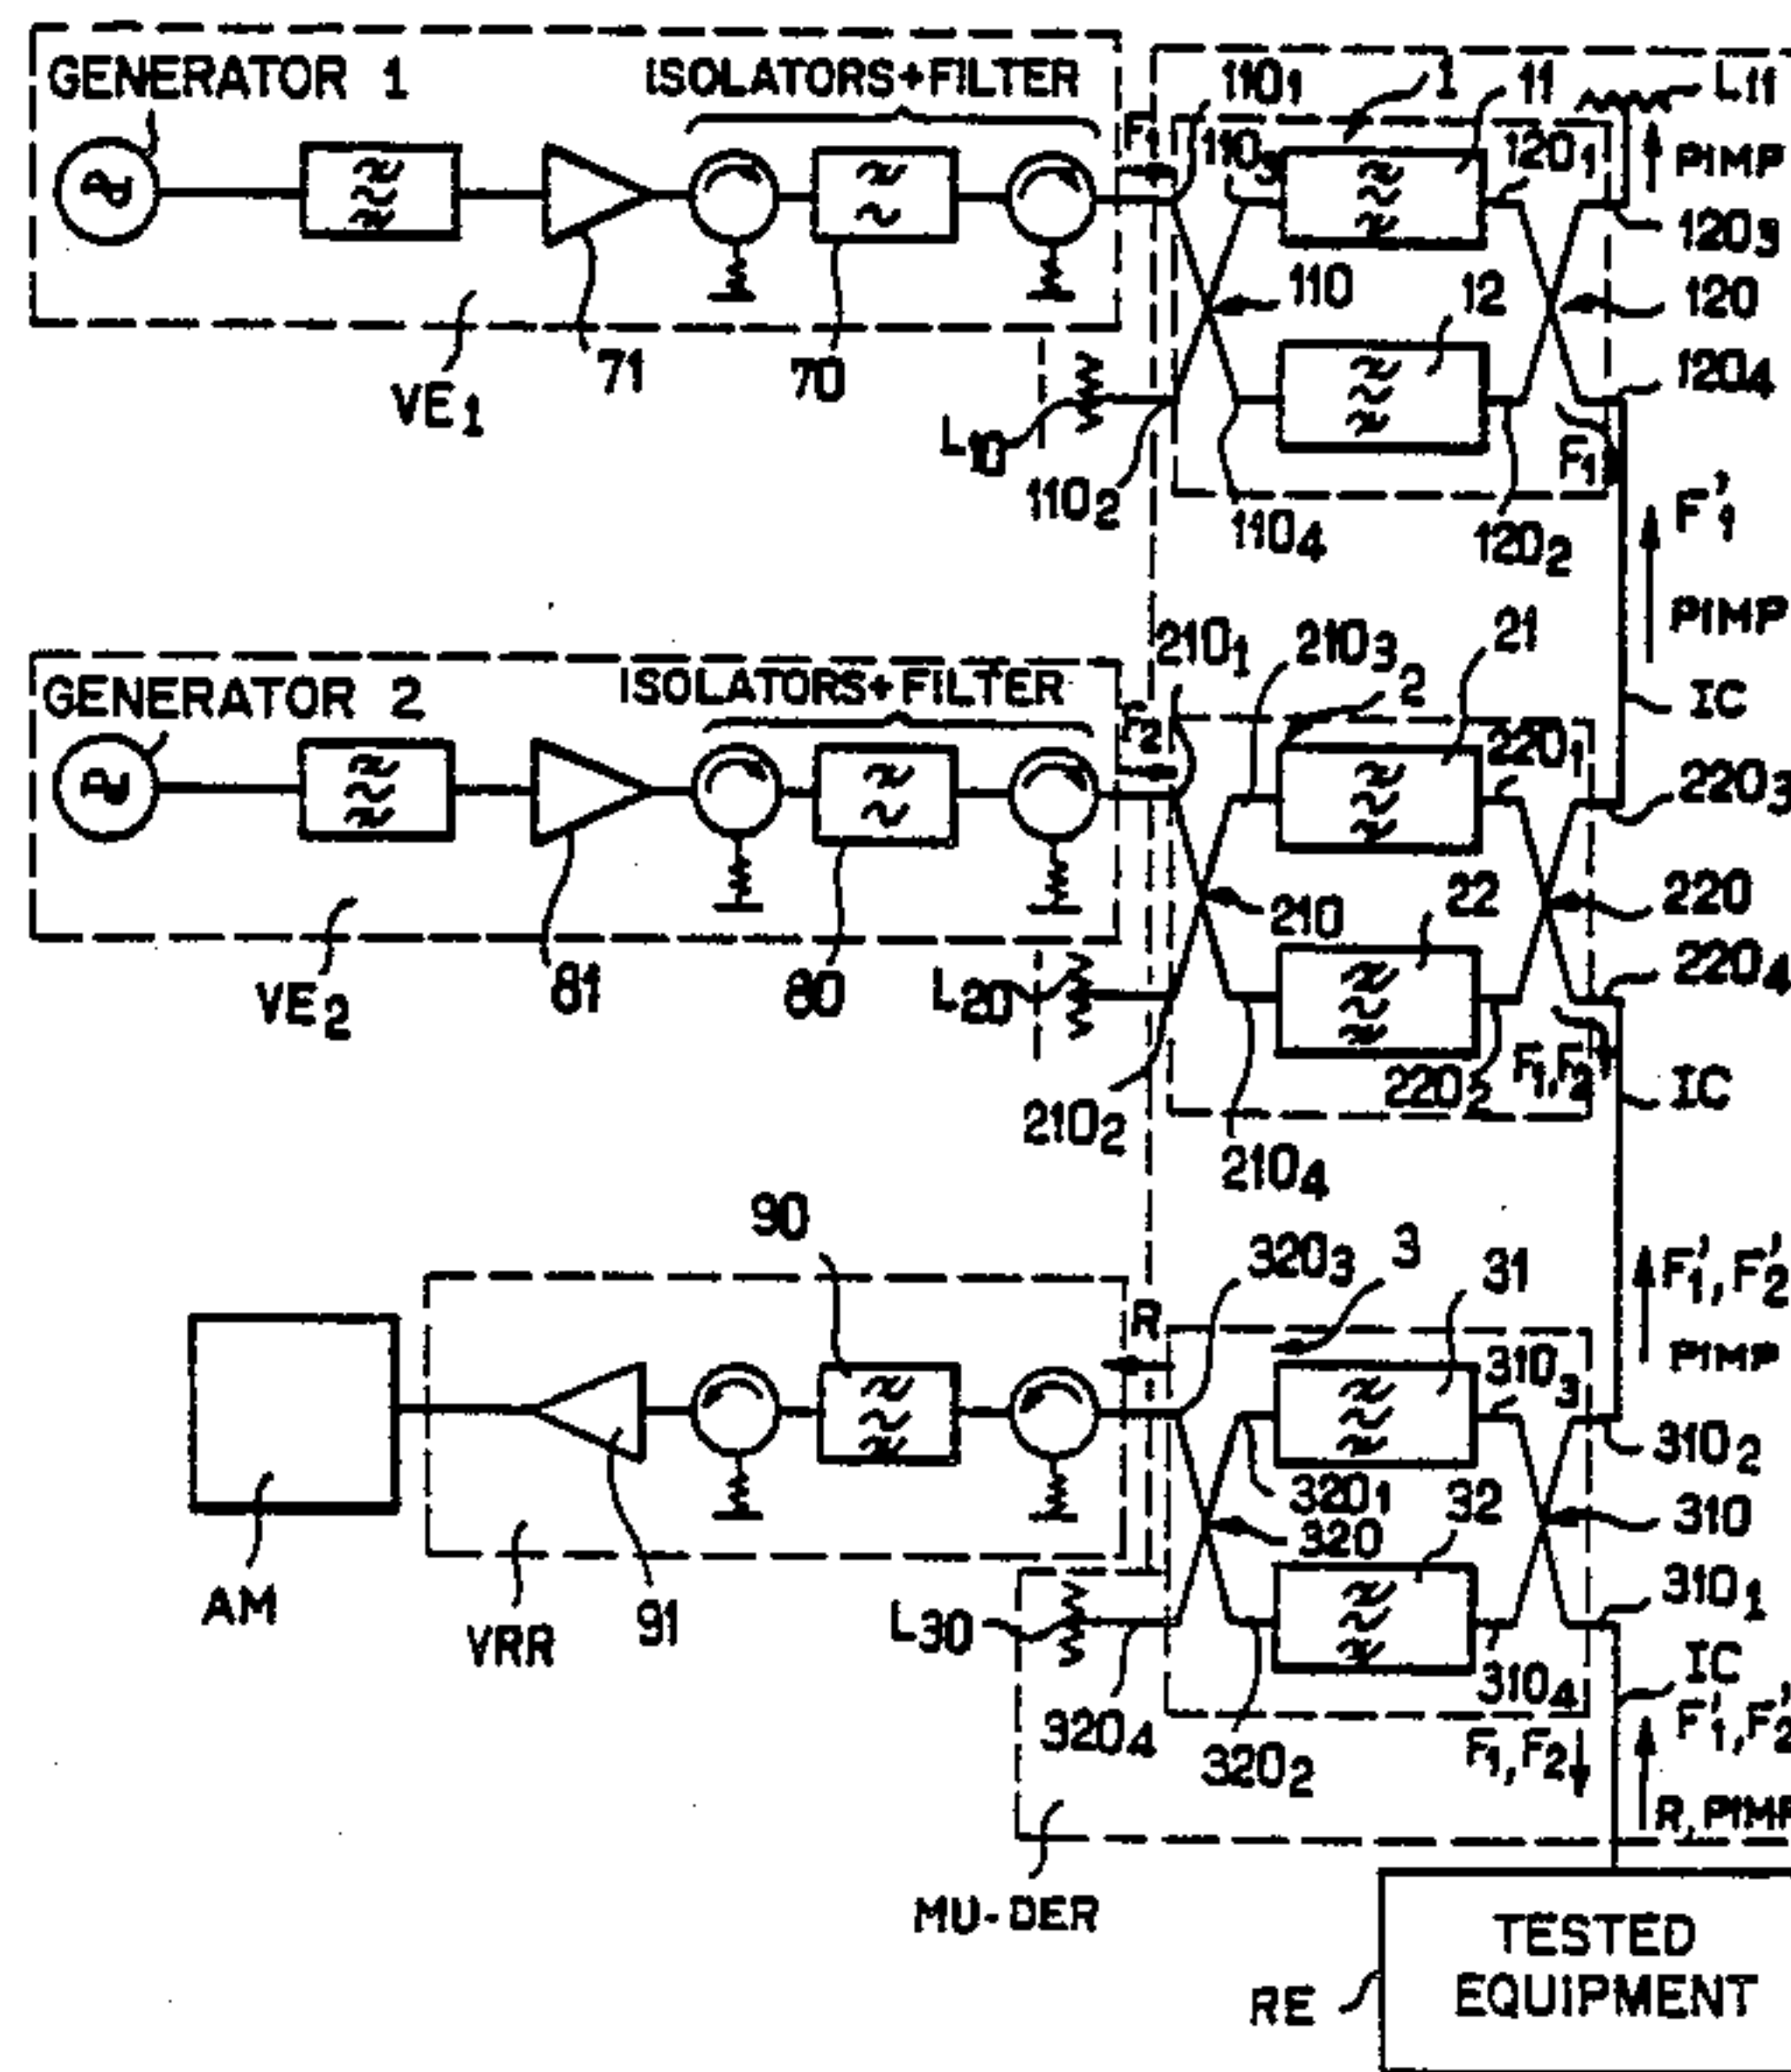 GENERATOR 1
ISOLATORS+FILTER
F1
110₁
1
11
L11
110₃
120₁
PIMP
120₃
110
12
120
71
70
VE₁
120₄
L10
F1
110₂
110₄
120₂
F'1
PIMP
210₁
210₃
21
2
GENERATOR 2
ISOLATORS+FILTER
F2
220₁
IC
220₃
210
22
220
81
80
VE₂
L20
220₄
F1,F2
220₂
IC
210₂
210₄
90
320₃
3
31
F'1,F'2
R
310₃
PIMP
310₂
320₁
32
320
310
AM
VRR
91
L30
310₁
310₄
IC
320₄
320₂
F1,F2
F'1,F'2
R,PIMP
MU-DER
TESTED
EQUIPMENT
RE